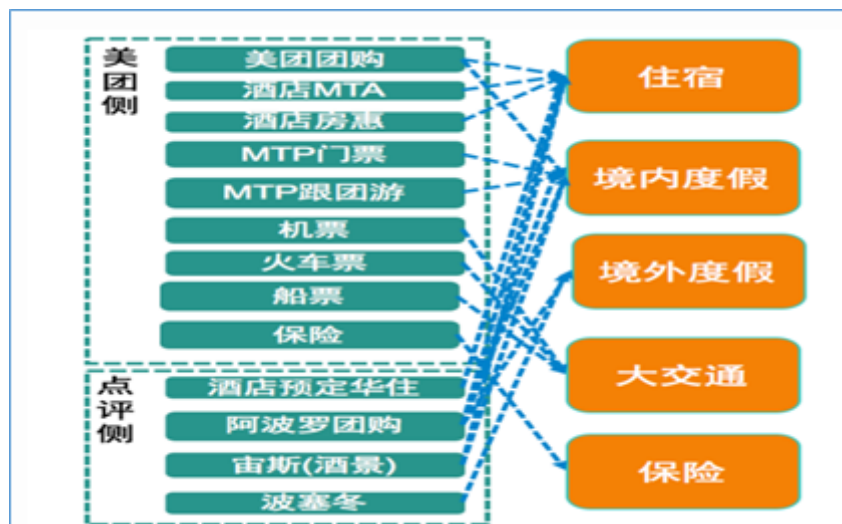 美团侧
美团团购
酒店MTA
酒店房惠
MTP门票
MTP跟团游
机票
火车票
船票
保险
点评侧
酒店预定华住
阿波罗团购
宙斯(酒景)
波塞冬
住宿
境内度假
境外度假
大交通
保险